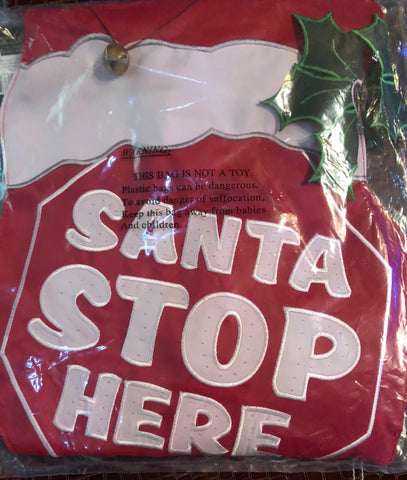 WARNING:
THIS BAG IS NOT A TOY.
Plastic bags can be dangerous.
To avoid danger of suffocation,
Keep this bag away from babies
And children.
SANTA
STOP
HERE